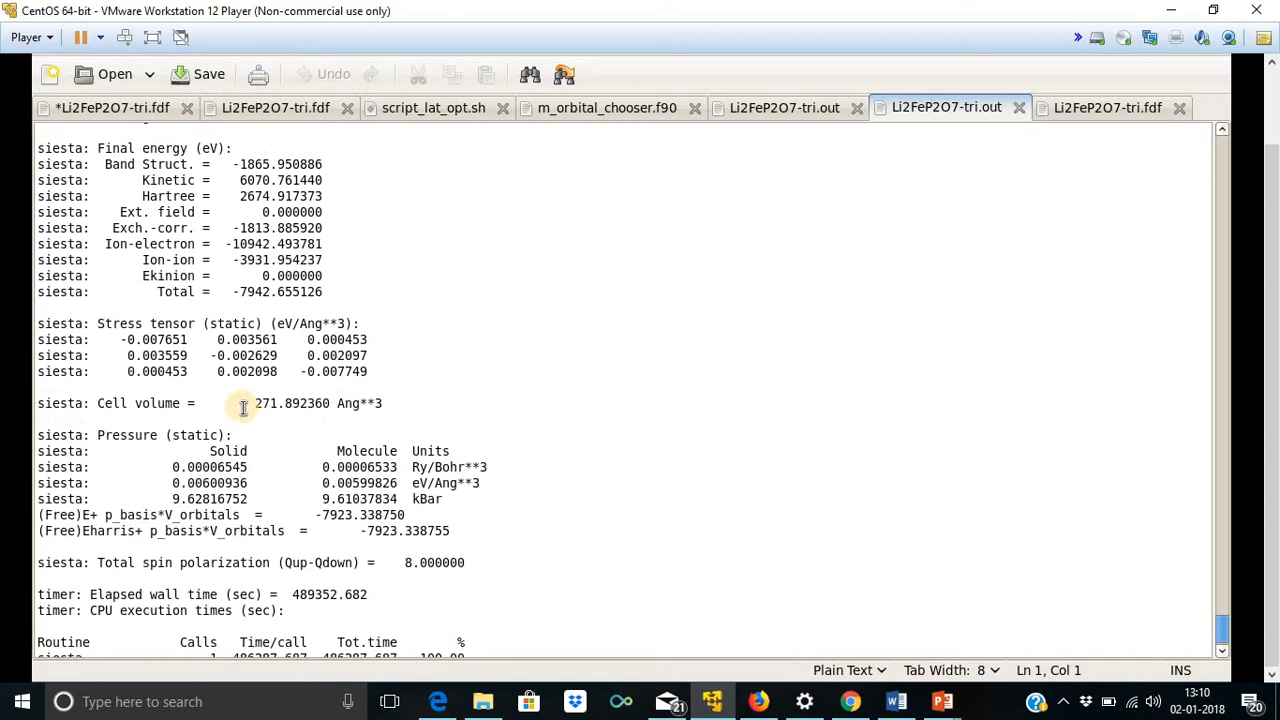 CentOS 64-bit - VMware Workstation 12 Player (Non-commercial use only)
Player
Open Save Undo
*Li2FeP2O7-tri.fdf Li2FeP2O7-tri.fdf script_lat_opt.sh m_orbital_chooser.f90 Li2FeP2O7-tri.out Li2FeP2O7-tri.out Li2FeP2O7-tri.fdf
siesta: Final energy (eV):
siesta: Band Struct. = -1865.950886
siesta: Kinetic = 6070.761440
siesta: Hartree = 2674.917373
siesta: Ext. field = 0.000000
siesta: Exch.-corr. = -1813.885920
siesta: Ion-electron = -10942.493781
siesta: Ion-ion = -3931.954237
siesta: Ekinion = 0.000000
siesta: Total = -7942.655126
siesta: Stress tensor (static) (eV/Ang**3):
siesta: -0.007651 0.003561 0.000453
siesta: 0.003559 -0.002629 0.002097
siesta: 0.000453 0.002098 -0.007749
siesta: Cell volume = 271.892360 Ang**3
siesta: Pressure (static):
siesta: Solid Molecule Units
siesta: 0.00006545 0.00006533 Ry/Bohr**3
siesta: 0.00600936 0.00599826 eV/Ang**3
siesta: 9.62816752 9.61037834 kBar
(Free)E+ p_basis*V_orbitals = -7923.338750
(Free)Eharris+ p_basis*V_orbitals = -7923.338755
siesta: Total spin polarization (Qup-Qdown) = 8.000000
timer: Elapsed wall time (sec) = 489352.682
timer: CPU execution times (sec):
Routine Calls Time/call Tot.time %
siesta 1 486287.687 486287.687 100.00
Plain Text Tab Width: 8 Ln 1, Col 1 INS
Type here to search
21
13:10
02-01-2018
20